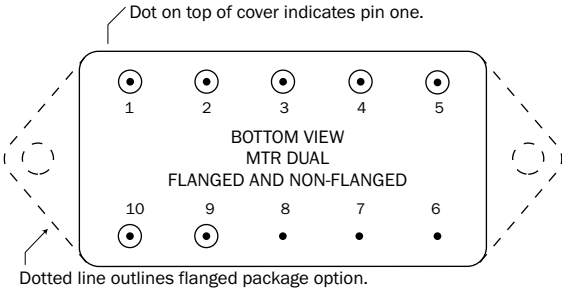 Dot on top of cover indicates pin one.
1 2 3 4 5
BOTTOM VIEW
MTR DUAL
FLANGED AND NON-FLANGED
10 9 8 7 6
Dotted line outlines flanged package option.